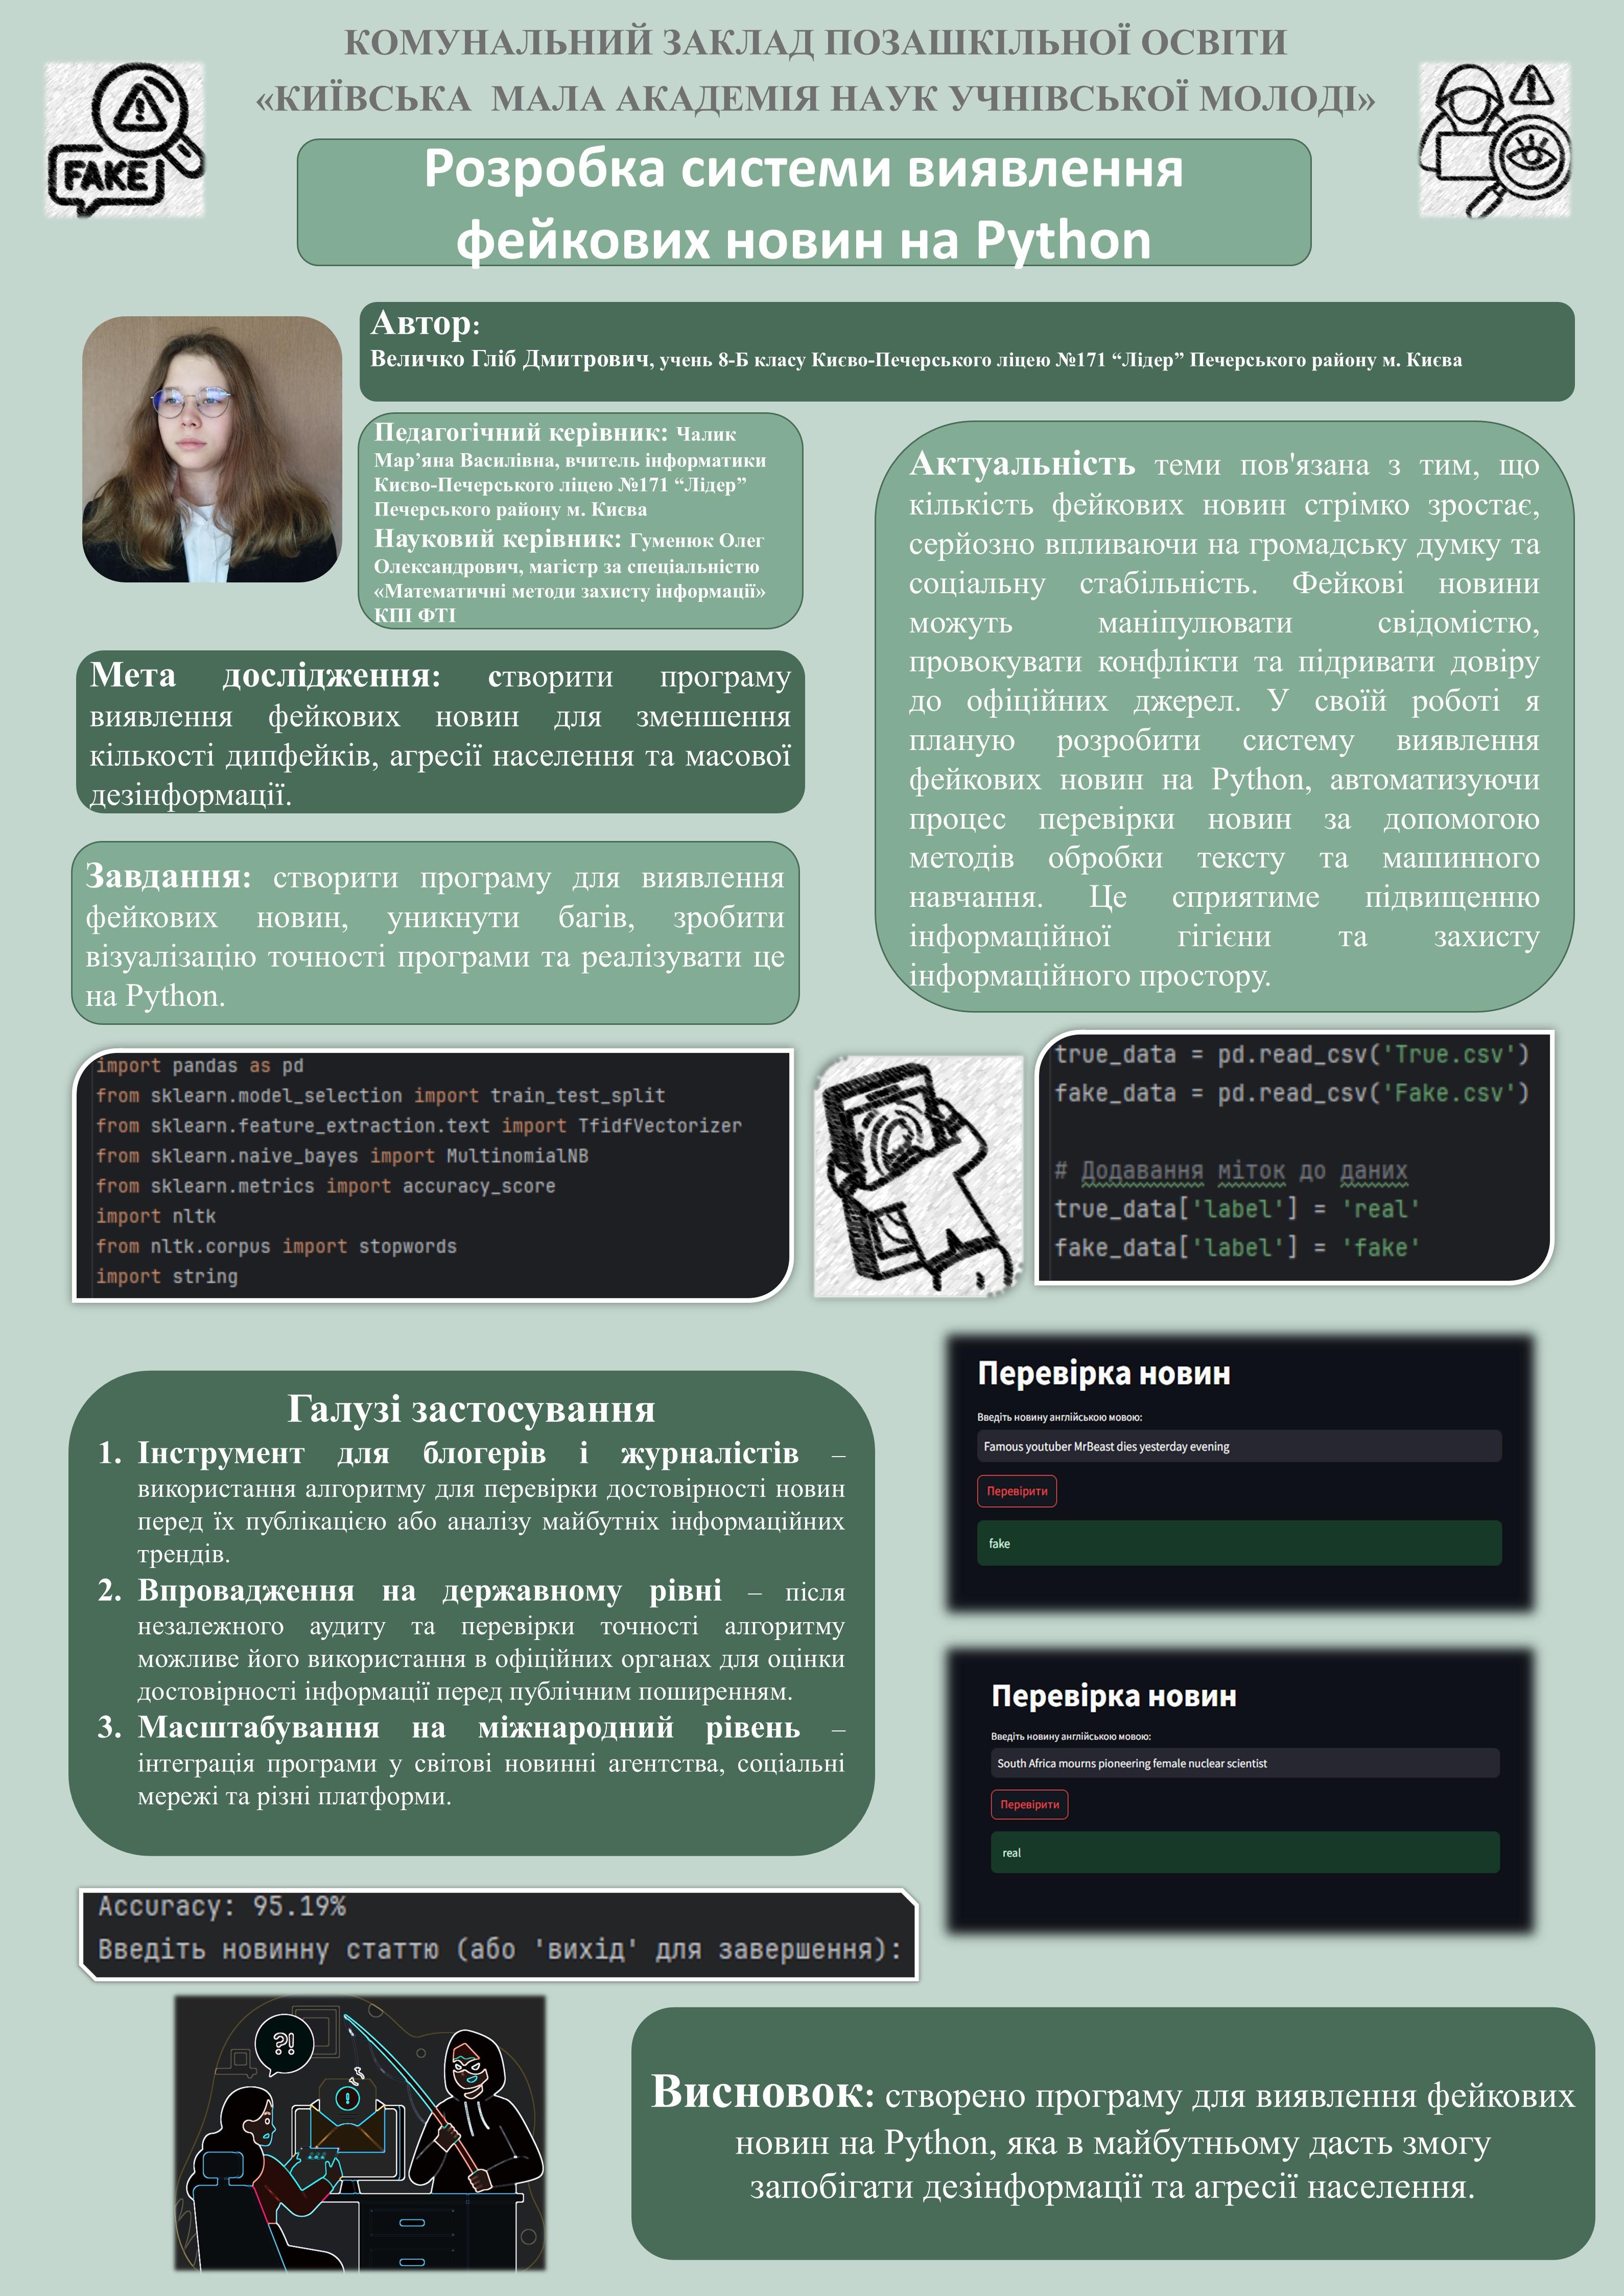 КОМУНАЛЬНИЙ ЗАКЛАД ПОЗАШКІЛЬНОЇ ОСВІТИ
«КИЇВСЬКА МАЛА АКАДЕМІЯ НАУК УЧНІВСЬКОЇ МОЛОДІ»
FAKE
Розробка системи виявлення
фейкових новин на Python
Автор:
Величко Гліб Дмитрович, учень 8-Б класу Києво-Печерського ліцею №171 “Лідер” Печерського району м. Києва
Педагогічний керівник: Чалик
Мар’яна Василівна, вчитель інформатики
Києво-Печерського ліцею №171 “Лідер”
Печерського району м. Києва
Науковий керівник: Гуменюк Олег
Олександрович, магістр за спеціальністю
«Математичні методи захисту інформації»
КПІ ФТІ
Мета дослідження: створити програму
виявлення фейкових новин для зменшення
кількості дипфейків, агресії населення та масової
дезінформації.
Завдання: створити програму для виявлення
фейкових новин, уникнути багів, зробити
візуалізацію точності програми та реалізувати це
на Python.
Актуальність теми пов'язана з тим, що
кількість фейкових новин стрімко зростає,
серйозно впливаючи на громадську думку та
соціальну стабільність. Фейкові новини
можуть маніпулювати свідомістю,
провокувати конфлікти та підривати довіру
до офіційних джерел. У своїй роботі я
планую розробити систему виявлення
фейкових новин на Python, автоматизуючи
процес перевірки новин за допомогою
методів обробки тексту та машинного
навчання. Це сприятиме підвищенню
інформаційної гігієни та захисту
інформаційного простору.
import pandas as pd
from sklearn.model_selection import train_test_split
from sklearn.feature_extraction.text import TfidfVectorizer
from sklearn.naive_bayes import MultinomialNB
from sklearn.metrics import accuracy_score
import nltk
from nltk.corpus import stopwords
import string
true_data = pd.read_csv('True.csv')
fake_data = pd.read_csv('Fake.csv')
# Додавання міток до даних
true_data['label'] = 'real'
fake_data['label'] = 'fake'
Галузі застосування
1. Інструмент для блогерів і журналістів –
використання алгоритму для перевірки достовірності новин
перед їх публікацією або аналізу майбутніх інформаційних
трендів.
2. Впровадження на державному рівні – після
незалежного аудиту та перевірки точності алгоритму
можливе його використання в офіційних органах для оцінки
достовірності інформації перед публічним поширенням.
3. Масштабування на міжнародний рівень –
інтеграція програми у світові новинні агентства, соціальні
мережі та різні платформи.
Перевірка новин
Введіть новину англійською мовою:
Famous youtuber MrBeast dies yesterday evening
Перевірити
fake
Перевірка новин
Введіть новину англійською мовою:
South Africa mourns pioneering female nuclear scientist
Перевірити
real
Accuracy: 95.19%
Введіть новинну статтю (або 'вихід' для завершення):
?!
!
Висновок: створено програму для виявлення фейкових
новин на Python, яка в майбутньому дасть змогу
запобігати дезінформації та агресії населення.